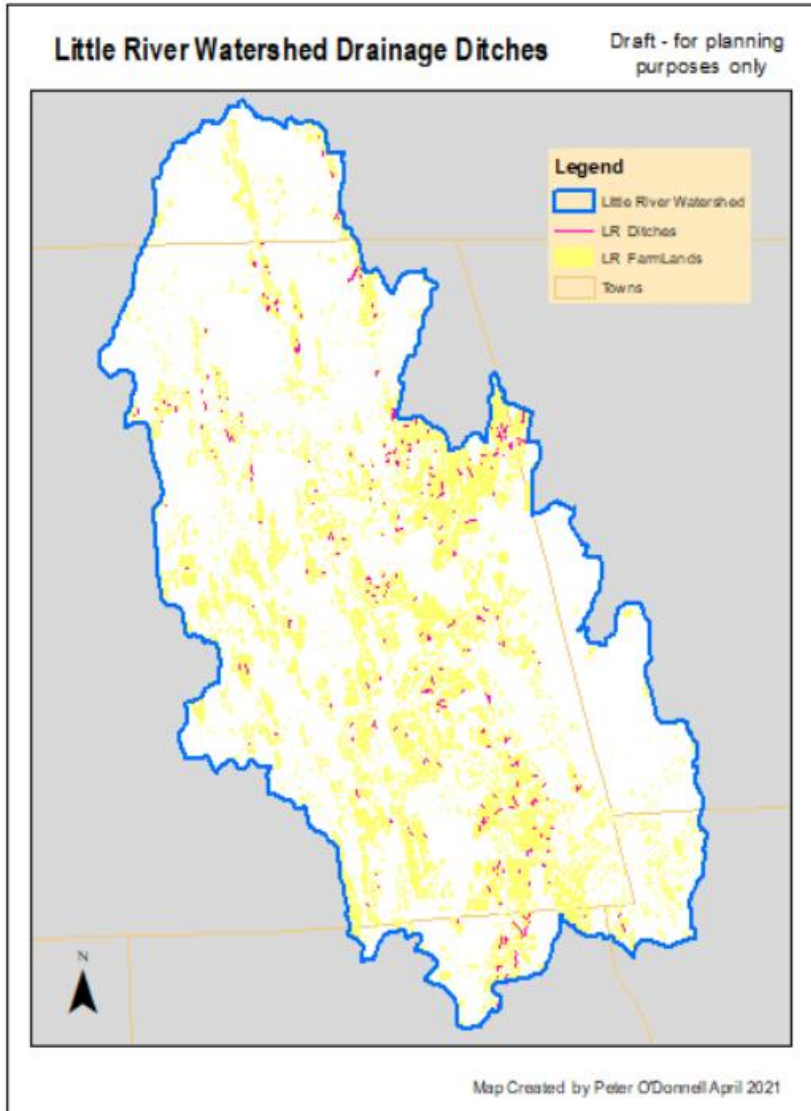 Little River Watershed Drainage Ditches
Draft - for planning
purposes only
Legend
Little River Watershed
LR Ditches
LR FarmLands
Towns
N
Map Created by Peter O'Donnell April 2021